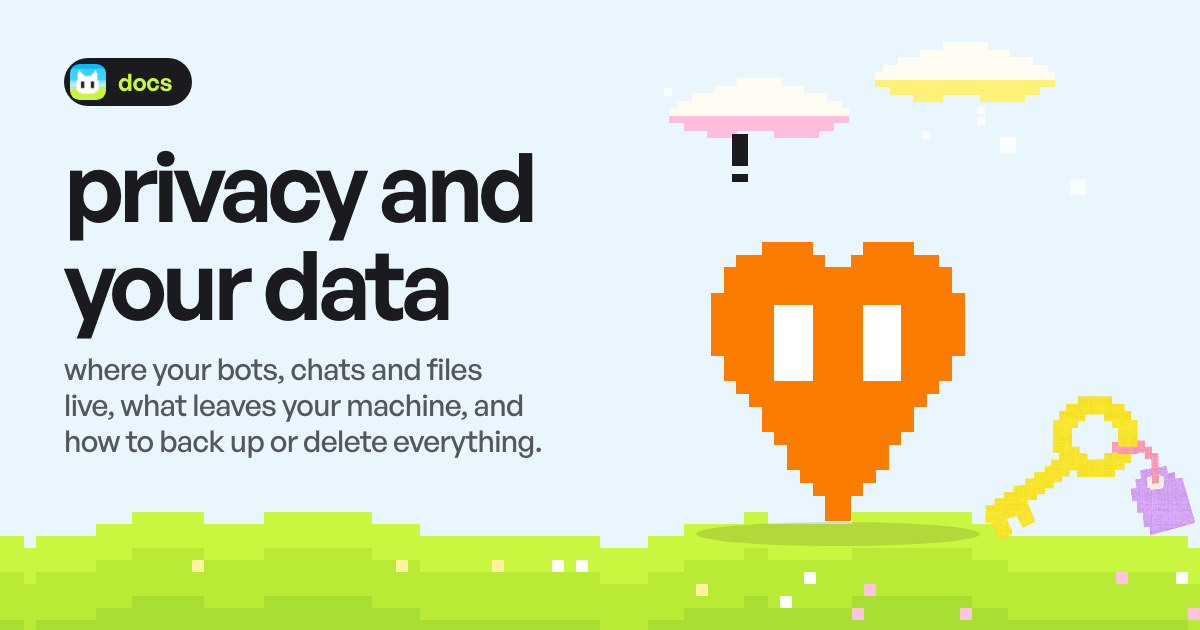 docs
privacy and
your data
where your bots, chats and files
live, what leaves your machine, and
how to back up or delete everything.